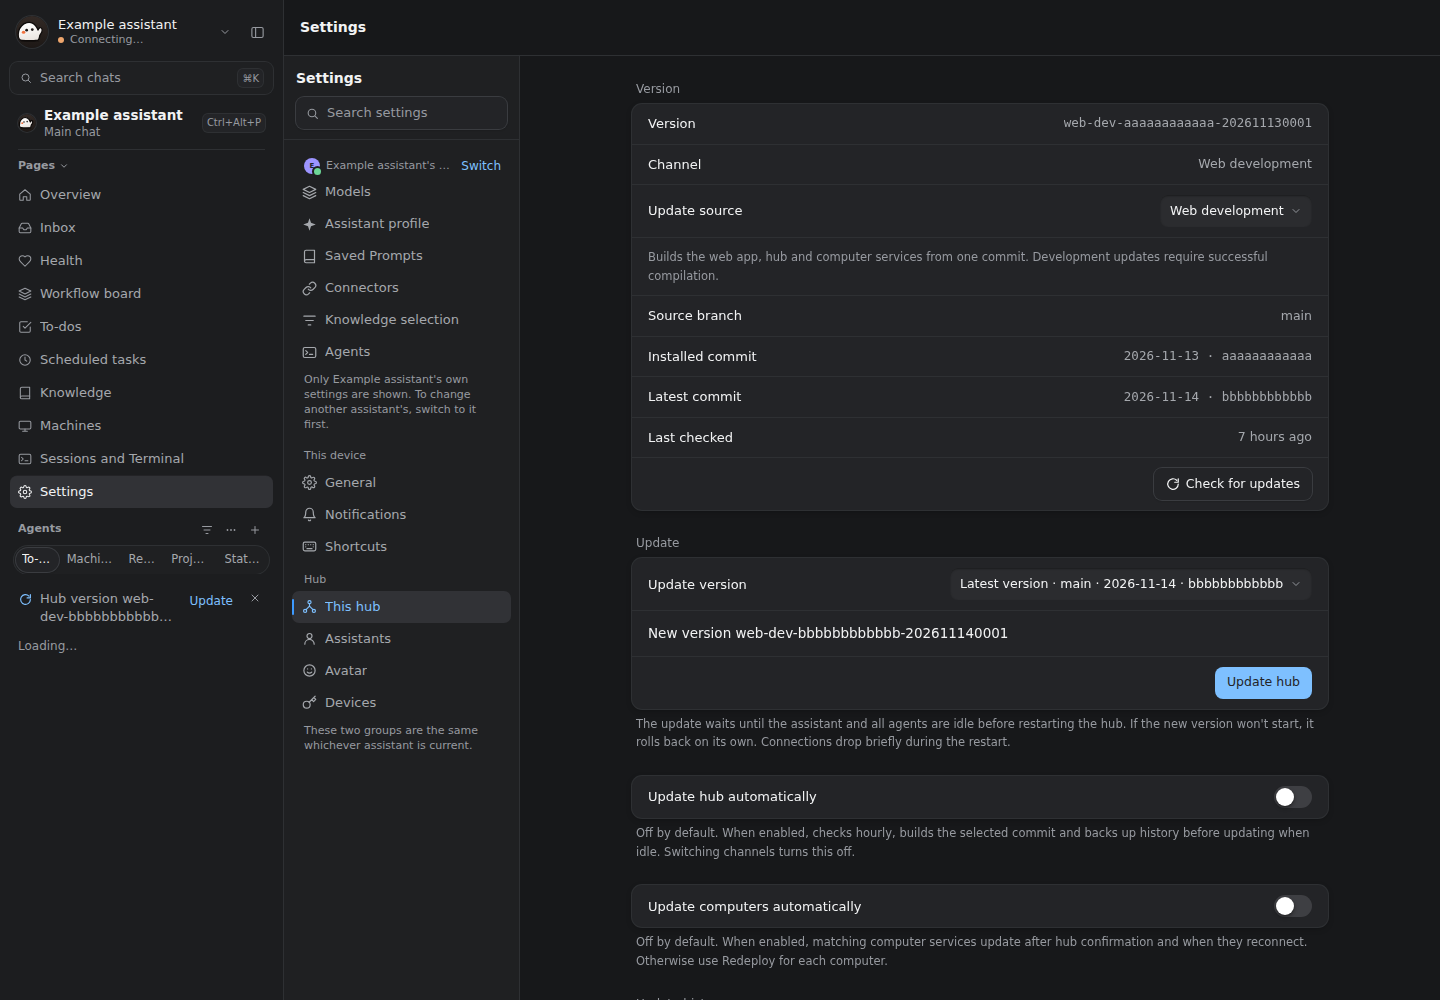 Example assistant
Connecting…
Search chats
⌘K
Example assistant
Main chat
Ctrl+Alt+P
Pages
Overview
Inbox
Health
Workflow board
To-dos
Scheduled tasks
Knowledge
Machines
Sessions and Terminal
Settings
Agents
To-…
Machi…
Re…
Proj…
Stat…
Hub version web-
dev-bbbbbbbbbbb…
Update
Loading…
Settings
Settings
Search settings
E
Example assistant's …
Switch
Models
Assistant profile
Saved Prompts
Connectors
Knowledge selection
Agents
Only Example assistant's own
settings are shown. To change
another assistant's, switch to it
first.
This device
General
Notifications
Shortcuts
Hub
This hub
Assistants
Avatar
Devices
These two groups are the same
whichever assistant is current.
Version
Version
web-dev-aaaaaaaaaaaa-202611130001
Channel
Web development
Update source
Web development
Builds the web app, hub and computer services from one commit. Development updates require successful
compilation.
Source branch
main
Installed commit
2026-11-13 · aaaaaaaaaaaa
Latest commit
2026-11-14 · bbbbbbbbbbbb
Last checked
7 hours ago
Check for updates
Update
Update version
Latest version · main · 2026-11-14 · bbbbbbbbbbbb
New version web-dev-bbbbbbbbbbbb-202611140001
Update hub
The update waits until the assistant and all agents are idle before restarting the hub. If the new version won't start, it
rolls back on its own. Connections drop briefly during the restart.
Update hub automatically
Off by default. When enabled, checks hourly, builds the selected commit and backs up history before updating when
idle. Switching channels turns this off.
Update computers automatically
Off by default. When enabled, matching computer services update after hub confirmation and when they reconnect.
Otherwise use Redeploy for each computer.